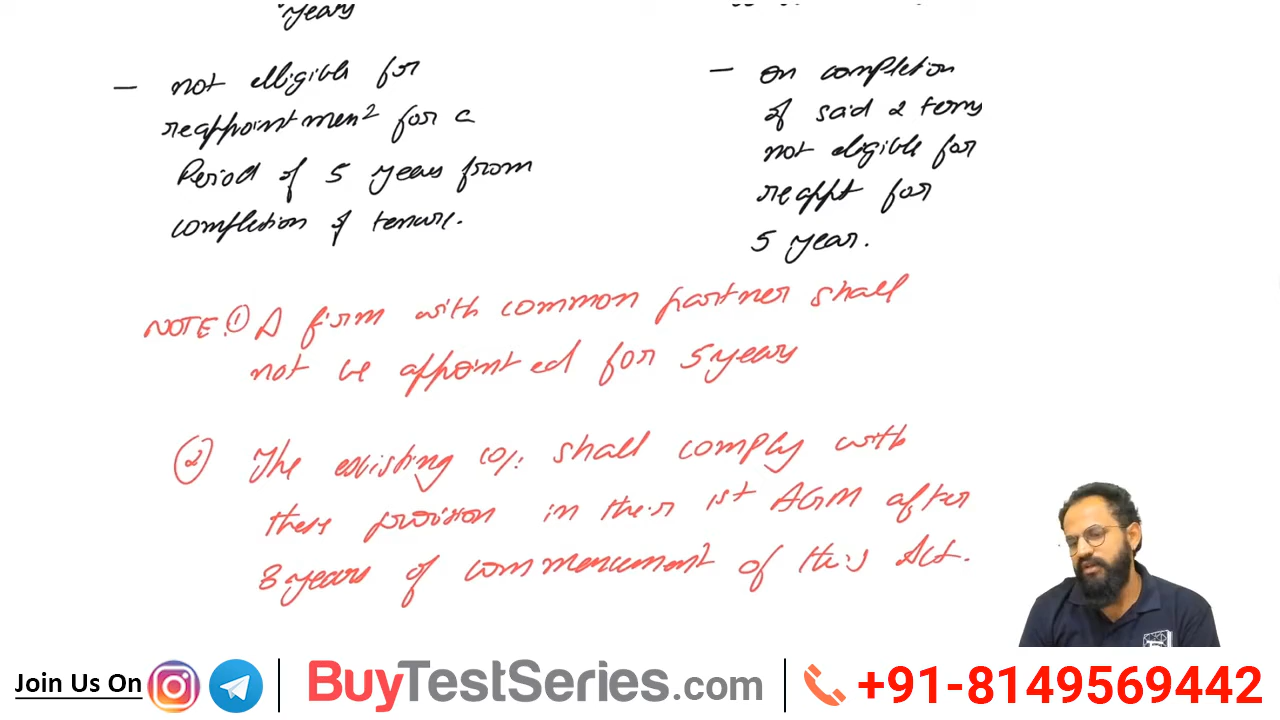 years
- not elligible for
reappointment for a
Period of 5 years from
completion of tenure.
- On completion
of said 2 terms
not eligible for
reappt for
5 year.
NOTE: ① A firm with common partner shall
not be appointed for 5 years
② The existing co/. shall comply with
these provision in their 1st AGM after
3 years of commencement of this Act.
Join Us On
BuyTestSeries.com
+91-8149569442